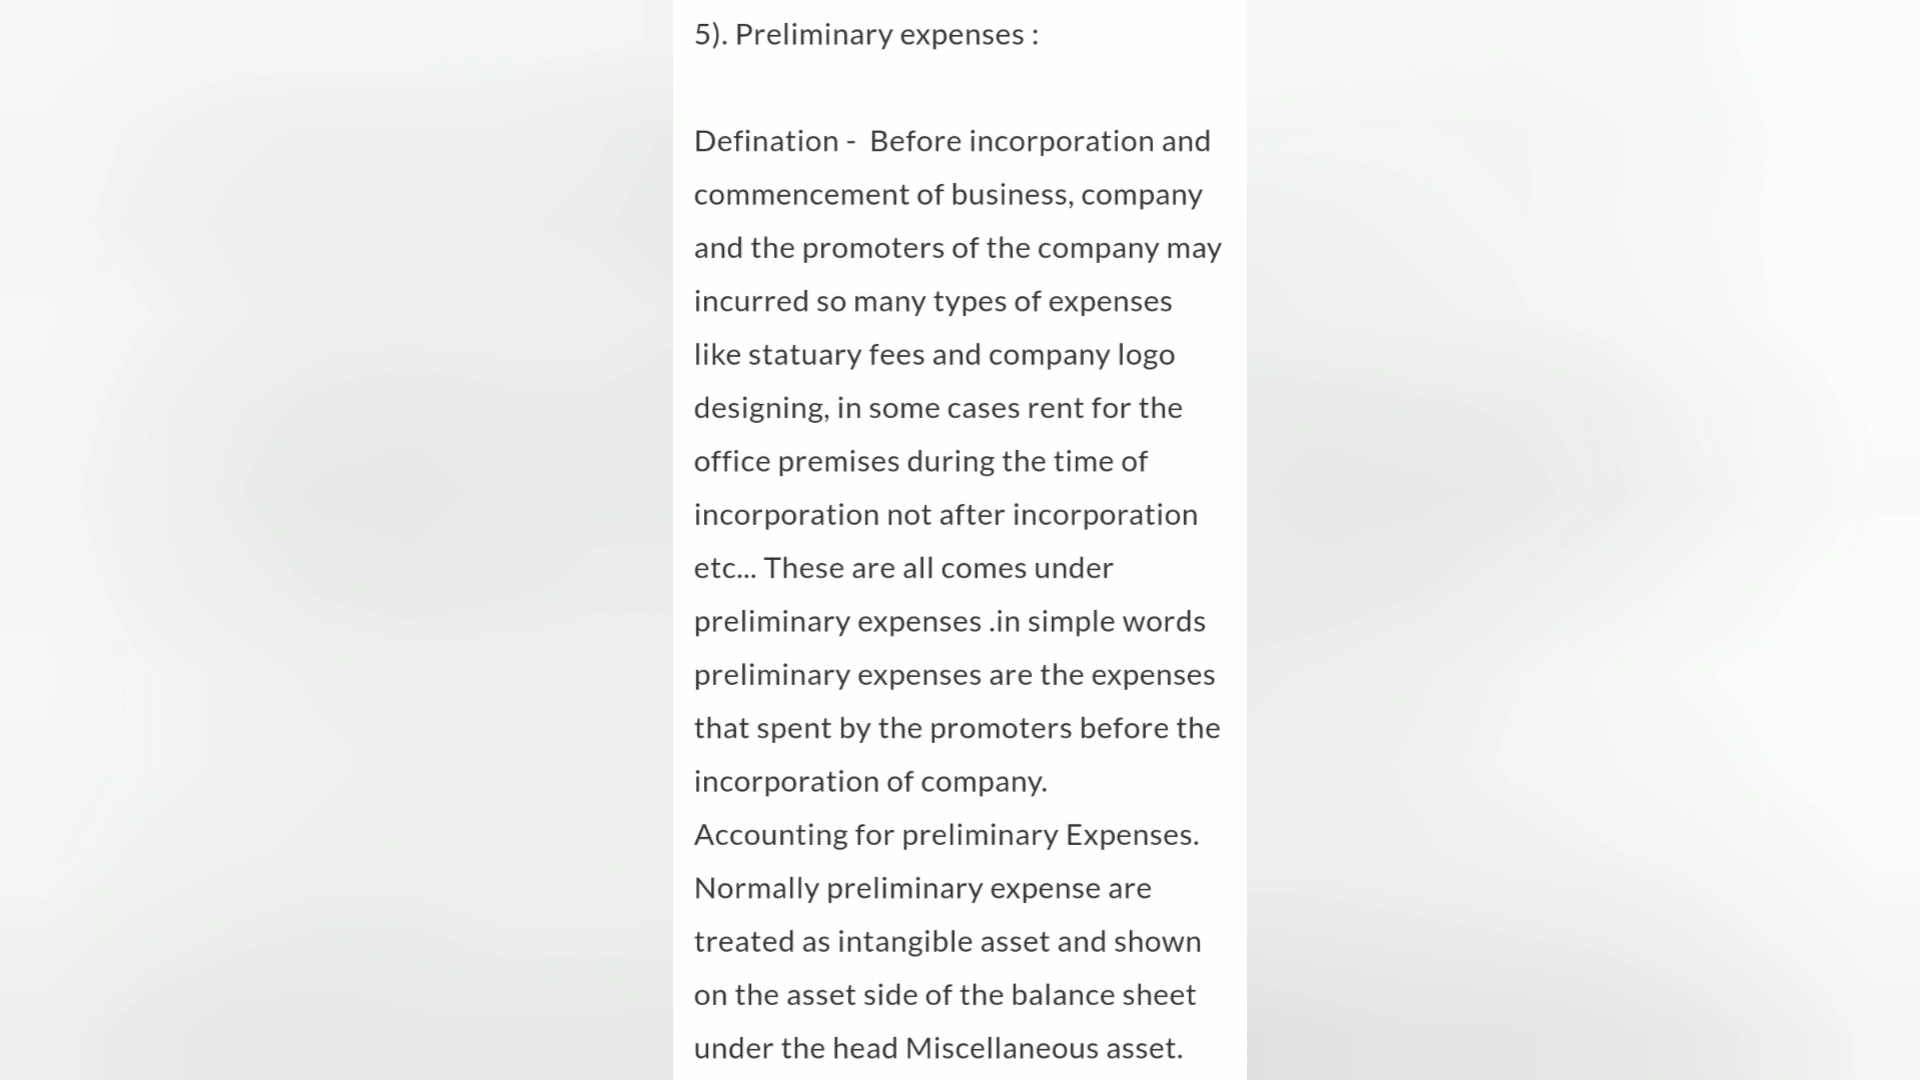 5). Preliminary expenses :
Defination -  Before incorporation and
commencement of business, company
and the promoters of the company may
incurred so many types of expenses
like statuary fees and company logo
designing, in some cases rent for the
office premises during the time of
incorporation not after incorporation
etc... These are all comes under
preliminary expenses .in simple words
preliminary expenses are the expenses
that spent by the promoters before the
incorporation of company.
Accounting for preliminary Expenses.
Normally preliminary expense are
treated as intangible asset and shown
on the asset side of the balance sheet
under the head Miscellaneous asset.